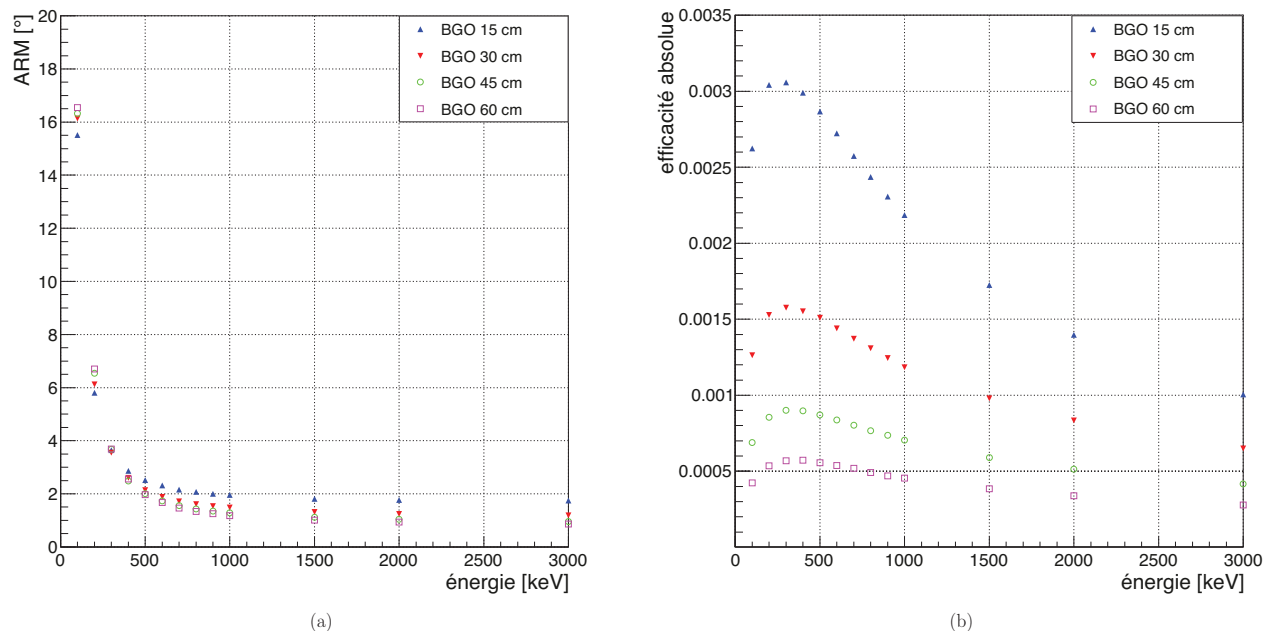 ARM [°]
20
18
16
14
12
10
8
6
4
2
0
0 500 1000 1500 2000 2500 3000
énergie [keV]
BGO 15 cm
BGO 30 cm
BGO 45 cm
BGO 60 cm
(a)
efficacité absolue
0.0035
0.003
0.0025
0.002
0.0015
0.001
0.0005
0 500 1000 1500 2000 2500 3000
énergie [keV]
BGO 15 cm
BGO 30 cm
BGO 45 cm
BGO 60 cm
(b)